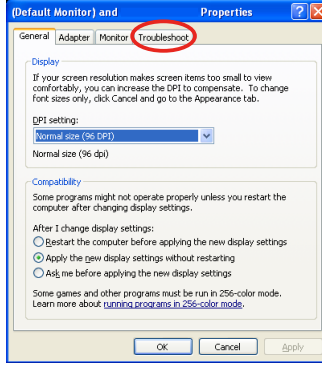 (Default Monitor) and Properties
General Adapter Monitor Troubleshoot
Display
If your screen resolution makes screen items too small to view
comfortably, you can increase the DPI to compensate. To change
font sizes only, click Cancel and go to the Appearance tab.
DPI setting:
Normal size (96 DPI)
Normal size (96 dpi)
Compatibility
Some programs might not operate properly unless you restart the
computer after changing display settings.
After I change display settings:
Restart the computer before applying the new display settings
Apply the new display settings without restarting
Ask me before applying the new display settings
Some games and other programs must be run in 256-color mode.
Learn more about running programs in 256-color mode.
OK Cancel Apply